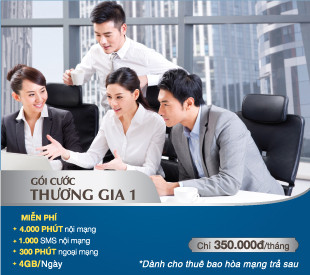 GÓI CƯỚC
THƯƠNG GIA 1
MIỄN PHÍ
4.000 PHÚT nội mạng
1.000 SMS nội mạng
300 PHÚT ngoại mạng
4GB/Ngày
Chỉ 350.000đ/tháng
*Dành cho thuê bao hòa mạng trả sau